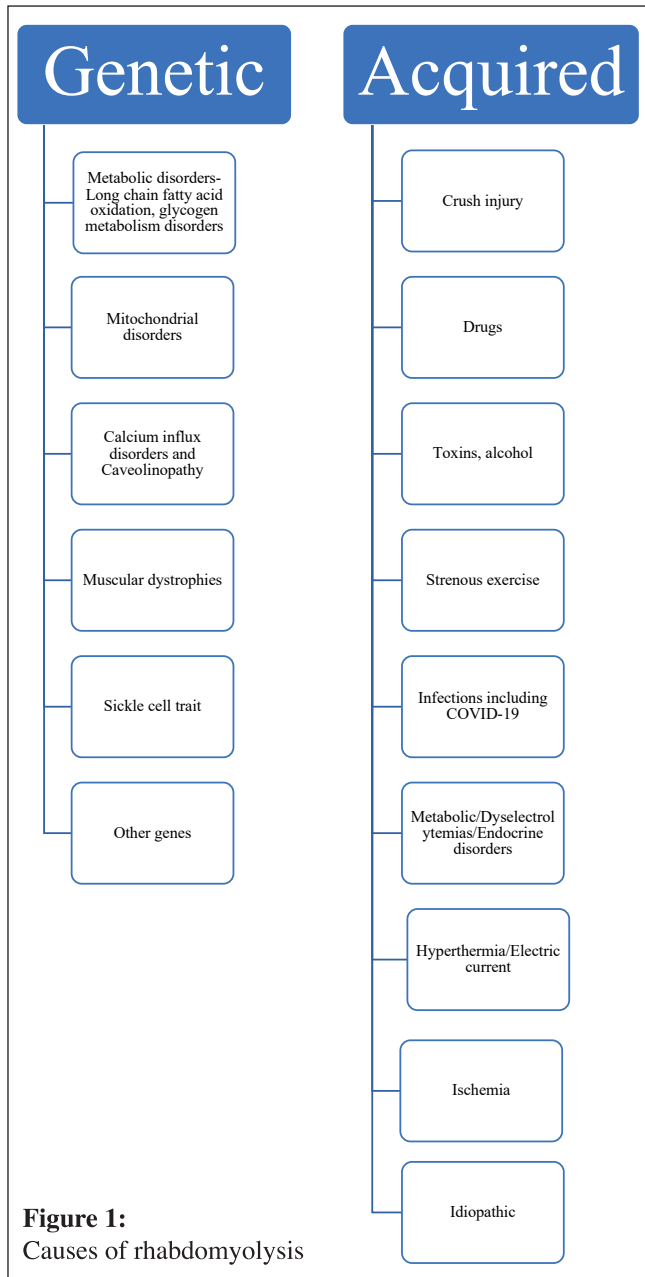 Genetic
Metabolic disorders-
Long chain fatty acid
oxidation, glycogen
metabolism disorders
Mitochondrial
disorders
Calcium influx
disorders and
Caveolinopathy
Muscular dystrophies
Sickle cell trait
Other genes
Acquired
Crush injury
Drugs
Toxins, alcohol
Strenous exercise
Infections including
COVID-19
Metabolic/Dyselectrol
ytemias/Endocrine
disorders
Hyperthermia/Electric
current
Ischemia
Idiopathic
Figure 1:
Causes of rhabdomyolysis